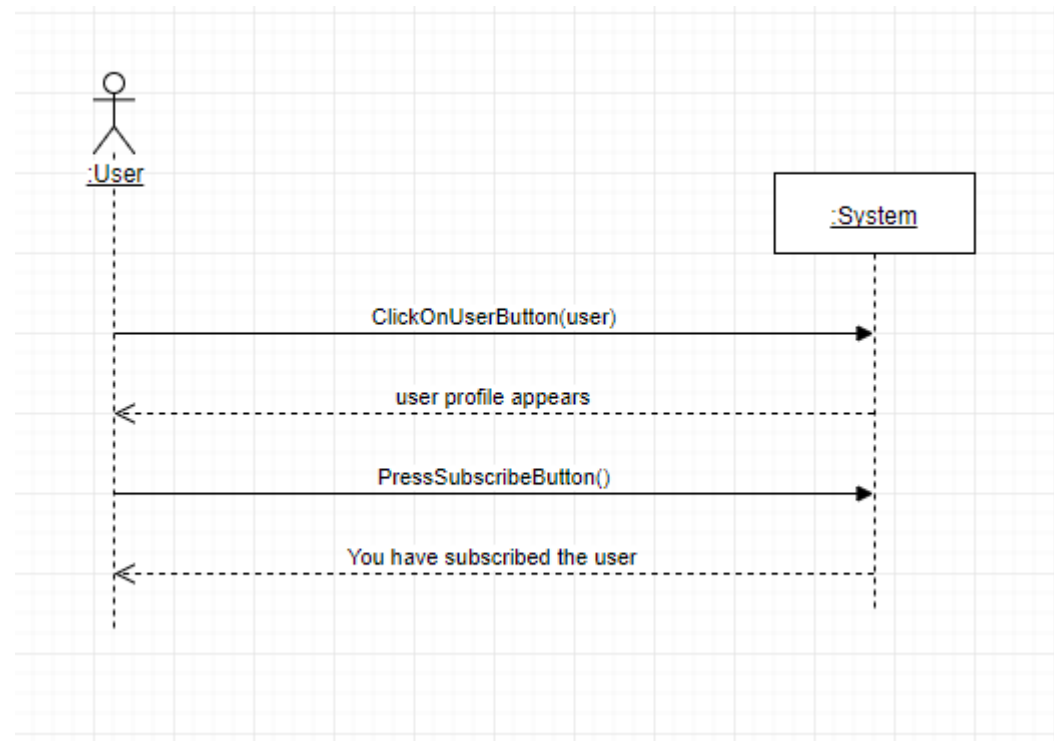 :User
:System
ClickOnUserButton(user)
user profile appears
PressSubscribeButton()
You have subscribed the user